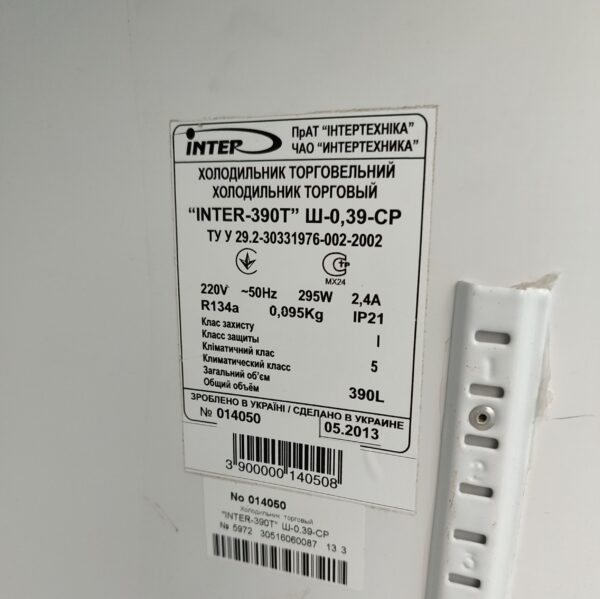 INTER
ПрАТ "ІНТЕРТЕХНІКА"
ЧАО "ИНТЕРТЕХНИКА"
ХОЛОДИЛЬНИК ТОРГОВЕЛЬНИЙ
ХОЛОДИЛЬНИК ТОРГОВЫЙ
"INTER-390T" Ш-0,39-СР
ТУ У 29.2-30331976-002-2002
ТР
МХ24
220V ~50Hz 295W 2,4A
R134a 0,095Kg IP21
Клас захисту
Класс защиты I
Кліматичний клас
Климатический класс 5
Загальний об'єм
Общий объём 390L
ЗРОБЛЕНО В УКРАЇНІ / СДЕЛАНО В УКРАИНЕ
№ 014050 05.2013
3 900000 140508
No 014050
Холодильник торговый
"INTER-390T" Ш-0,39-СР
№ 5972 30516060087 13 3